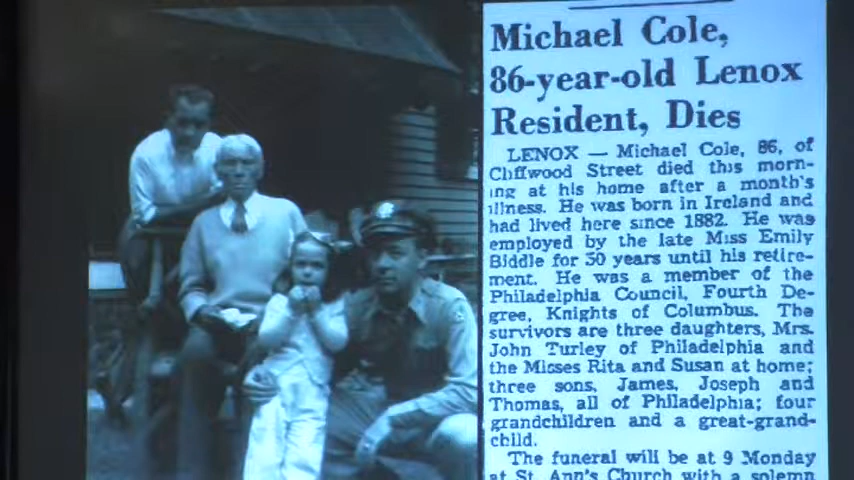 Michael Cole,
86-year-old Lenox
Resident, Dies
LENOX — Michael Cole, 86, of
Cliffwood Street died this morn-
ing at his home after a month's
illness. He was born in Ireland and
had lived here since 1882. He was
employed by the late Miss Emily
Biddle for 30 years until his retire-
ment. He was a member of the
Philadelphia Council, Fourth De-
gree, Knights of Columbus. The
survivors are three daughters, Mrs.
John Turley of Philadelphia and
the Misses Rita and Susan at home;
three sons, James, Joseph and
Thomas, all of Philadelphia; four
grandchildren and a great-grand-
child.
The funeral will be at 9 Monday
at St. Ann's Church with a solemn